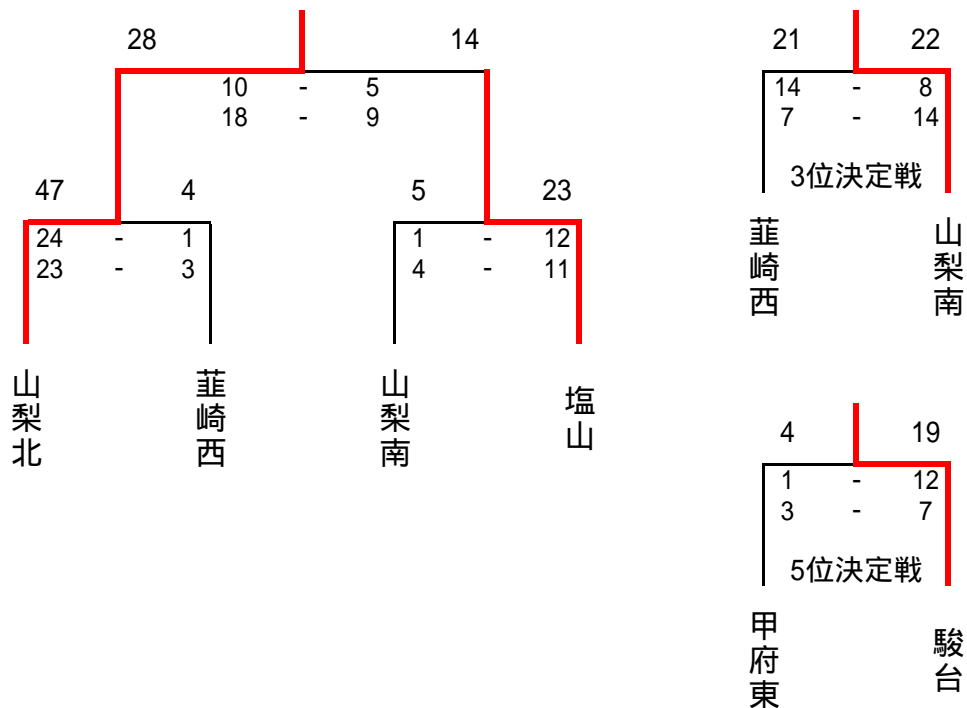 28 14
10 - 5
18 - 9
47 4
24 - 1
23 - 3
5 23
1 - 12
4 - 11
山梨北
韮崎西
山梨南
塩山
21 22
14 - 8
7 - 14
3位決定戦
韮崎西
山梨南
4 19
1 - 12
3 - 7
5位決定戦
甲府東
駿台